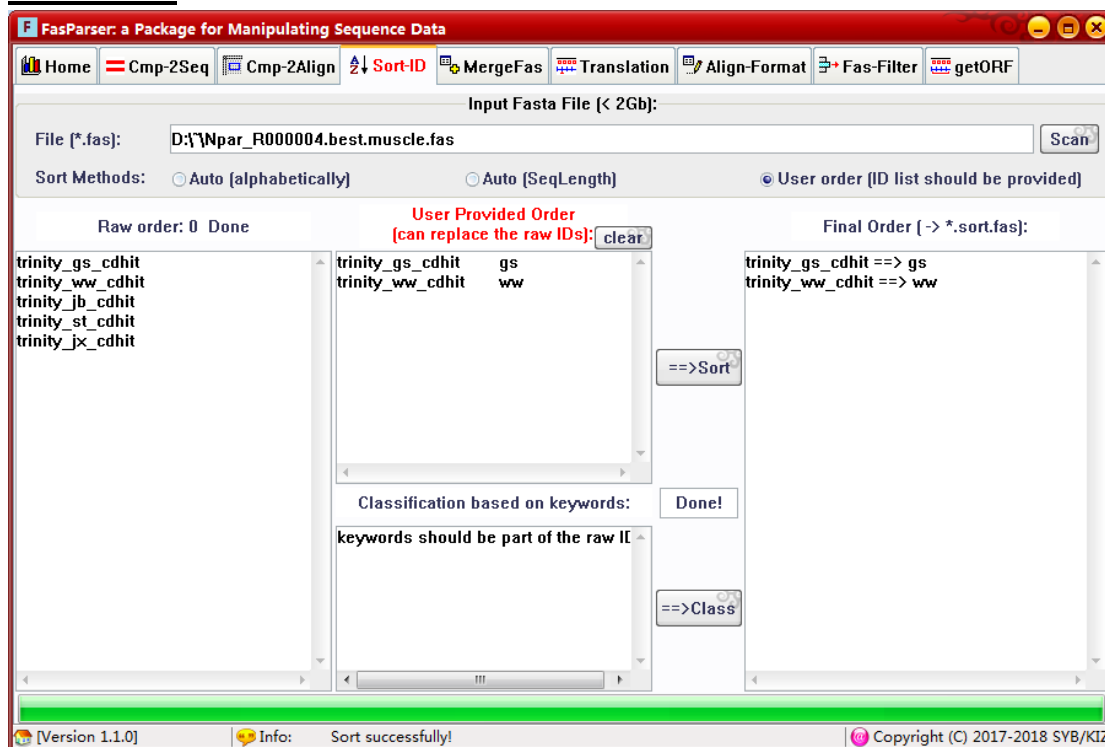 FasParser: a Package for Manipulating Sequence Data
Home Cmp-2Seq Cmp-2Align Sort-ID MergeFas Translation Align-Format Fas-Filter getORF
Input Fasta File (< 2Gb):
File (*.fas): D:\~\Npar_R000004.best.muscle.fas Scan
Sort Methods: Auto (alphabetically) Auto (SeqLength) User order (ID list should be provided)
Raw order: 0 Done
trinity_gs_cdhit
trinity_ww_cdhit
trinity_jb_cdhit
trinity_st_cdhit
trinity_jx_cdhit
User Provided Order
(can replace the raw IDs): clear
trinity_gs_cdhit gs
trinity_ww_cdhit ww
==>Sort
Classification based on keywords: Done!
keywords should be part of the raw ID
==>Class
Final Order ( -> *.sort.fas):
trinity_gs_cdhit ==> gs
trinity_ww_cdhit ==> ww
[Version 1.1.0] Info: Sort successfully! Copyright (C) 2017-2018 SYB/KIZ